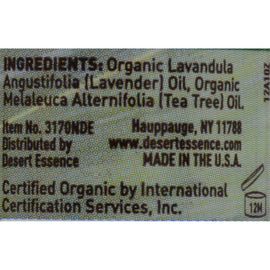 INGREDIENTS: Organic Lavandula
Angustifolia (Lavender) Oil, Organic
Melaleuca Alternifolia (Tea Tree) Oil.
Item No. 3170NDE
Distributed by
Desert Essence
Hauppauge, NY 11788
www.desertessence.com
MADE IN THE U.S.A.
Certified Organic by International
Certification Services, Inc.
12M